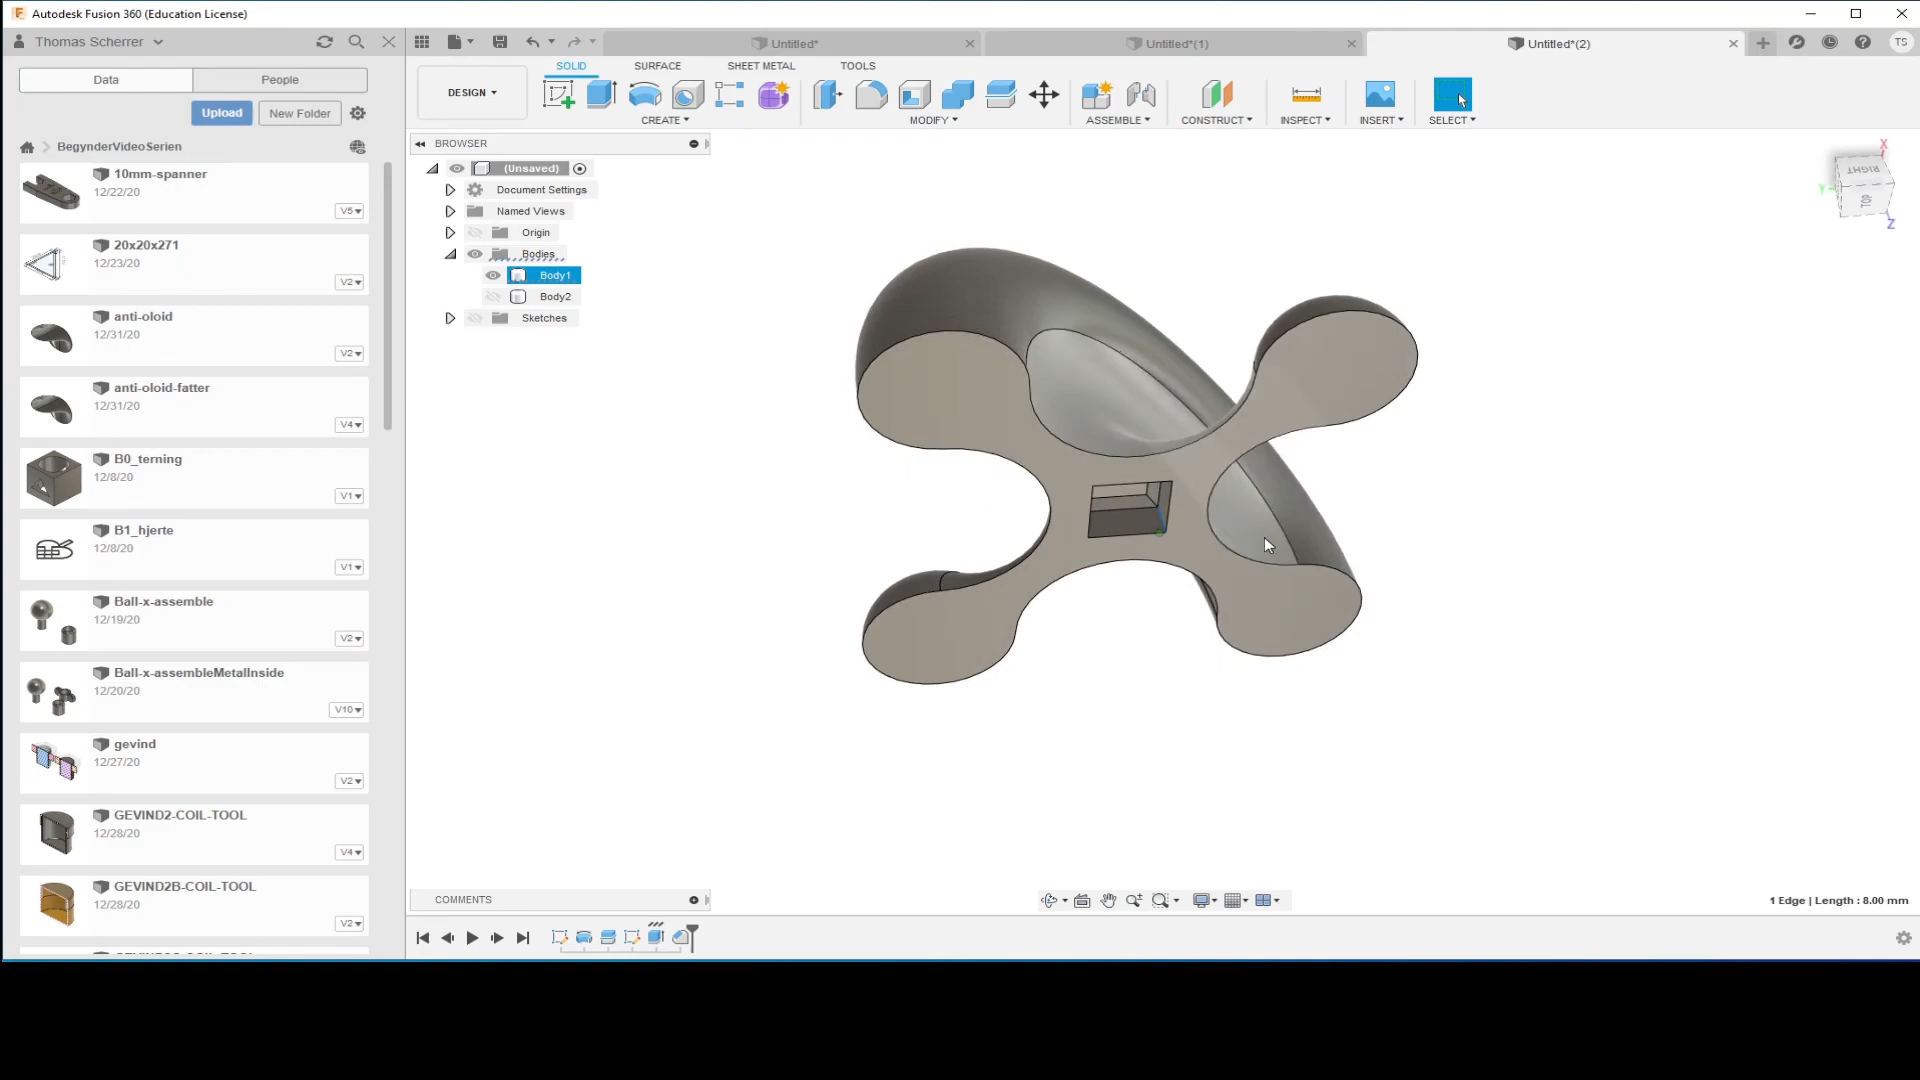 Autodesk Fusion 360 (Education License)
Thomas Scherrer
Untitled*
Untitled*(1)
Untitled*(2)
TS
Data
People
SOLID
SURFACE
SHEET METAL
TOOLS
DESIGN
Upload
New Folder
CREATE
MODIFY
ASSEMBLE
CONSTRUCT
INSPECT
INSERT
SELECT
BegynderVideoSerien
BROWSER
(Unsaved)
Document Settings
Named Views
Origin
Bodies
Body1
Body2
Sketches
X
RIGHT
Y
TOP
Z
10mm-spanner
12/22/20
V5
20x20x271
12/23/20
V2
anti-oloid
12/31/20
V2
anti-oloid-fatter
12/31/20
V4
B0_terning
12/8/20
V1
B1_hjerte
12/8/20
V1
Ball-x-assemble
12/19/20
V2
Ball-x-assembleMetalInside
12/20/20
V10
gevind
12/27/20
V2
GEVIND2-COIL-TOOL
12/28/20
V4
GEVIND2B-COIL-TOOL
12/28/20
V2
COMMENTS
1 Edge | Length : 8.00 mm